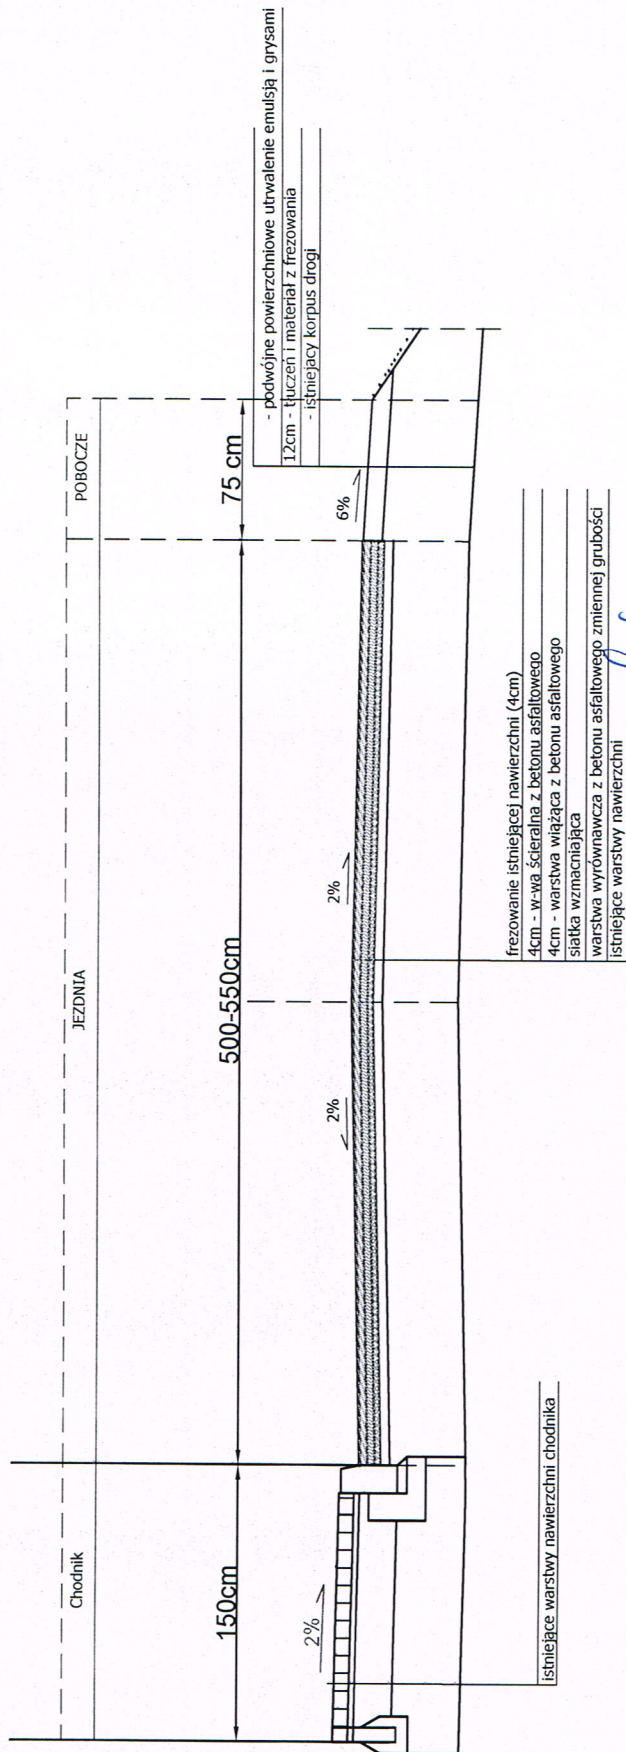 Chodnik
JEZDNIA
POBOCZE
150cm
500-550cm
75 cm
2%
2%
2%
6%
- podwójne powierzchniowe utrwalenie emulsją i grysami
12cm - tłuczeń i materiał z frezowania
- istniejacy korpus drogi
frezowanie istniejącej nawierzchni (4cm)
4cm - w-wa ścieralna z betonu asfaltowego
4cm - warstwa wiążąca z betonu asfaltowego
siatka wzmacniająca
warstwa wyrównawcza z betonu asfaltowego zmiennej grubości
istniejące warstwy nawierzchni
istniejące warstwy nawierzchni chodnika